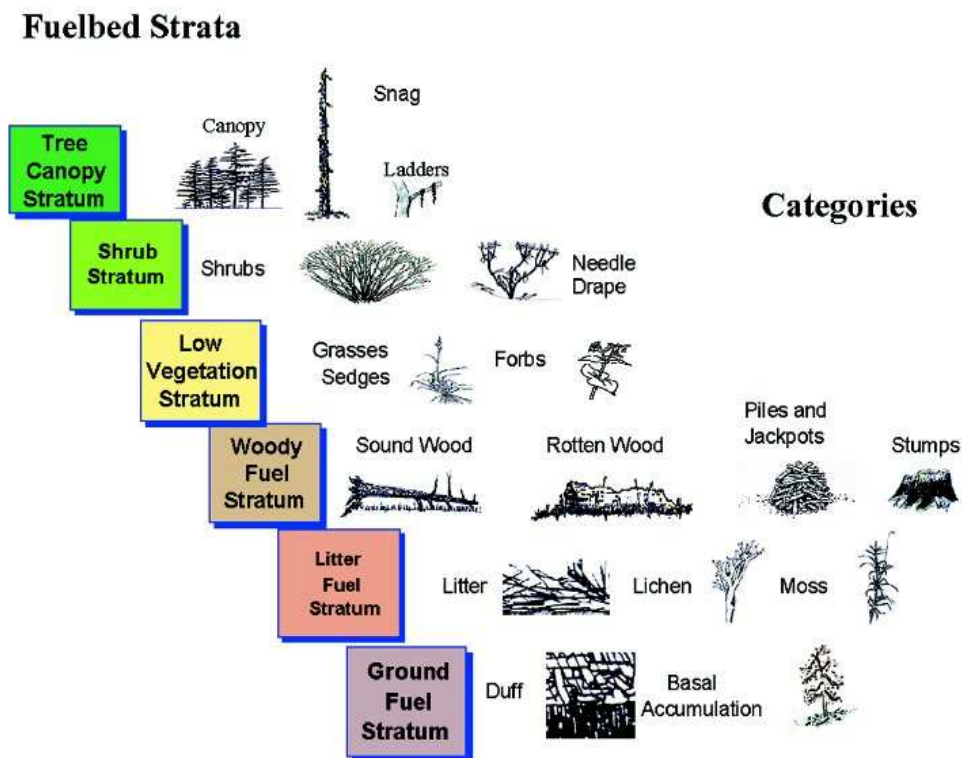 Fuelbed Strata
Snag
Canopy
Tree
Canopy
Stratum
Ladders
Categories
Shrub
Stratum
Shrubs
Needle
Drape
Low
Vegetation
Stratum
Grasses
Sedges
Forbs
Piles and
Jackpots
Woody
Fuel
Stratum
Sound Wood
Rotten Wood
Stumps
Litter
Fuel
Stratum
Litter
Lichen
Moss
Ground
Fuel
Stratum
Duff
Basal
Accumulation